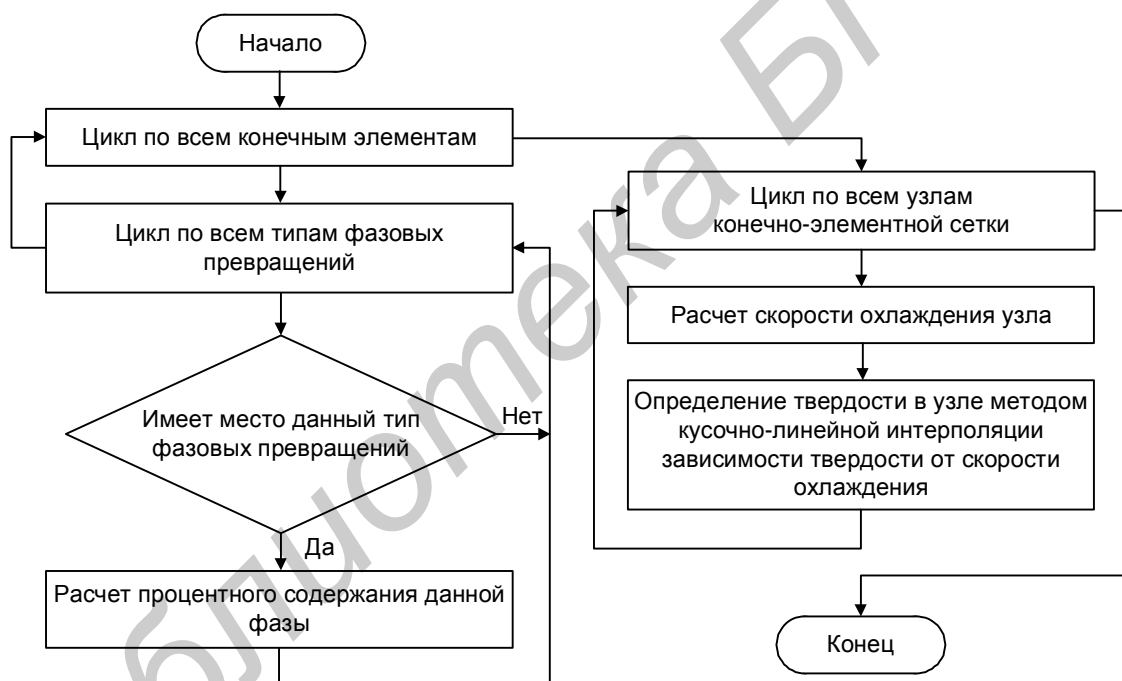 Начало
Цикл по всем конечным элементам
Цикл по всем типам фазовых
превращений
Имеет место данный тип
фазовых превращений
Нет
Да
Расчет процентного содержания данной
фазы
Цикл по всем узлам
конечно-элементной сетки
Расчет скорости охлаждения узла
Определение твердости в узле методом
кусочно-линейной интерполяции
зависимости твердости от скорости
охлаждения
Конец